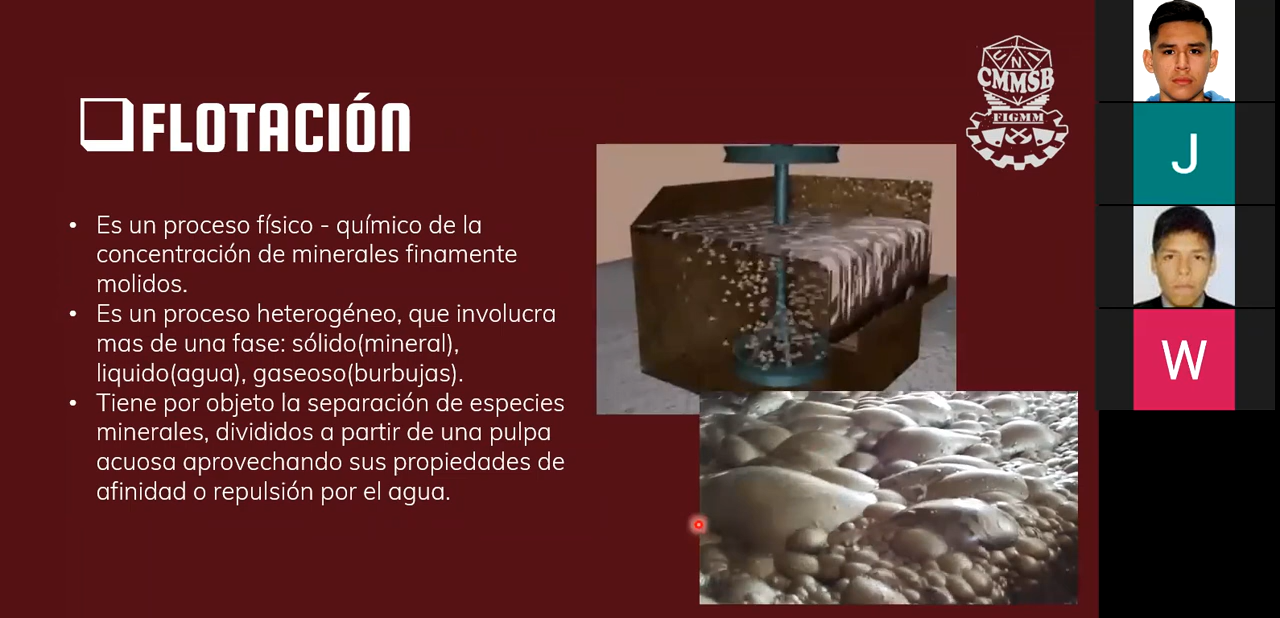 FLOTACIÓN
UNI
CMMSB
FIGMM
• Es un proceso físico - químico de la
concentración de minerales finamente
molidos.
• Es un proceso heterogéneo, que involucra
mas de una fase: sólido(mineral),
liquido(agua), gaseoso(burbujas).
• Tiene por objeto la separación de especies
minerales, divididos a partir de una pulpa
acuosa aprovechando sus propiedades de
afinidad o repulsión por el agua.
J
W